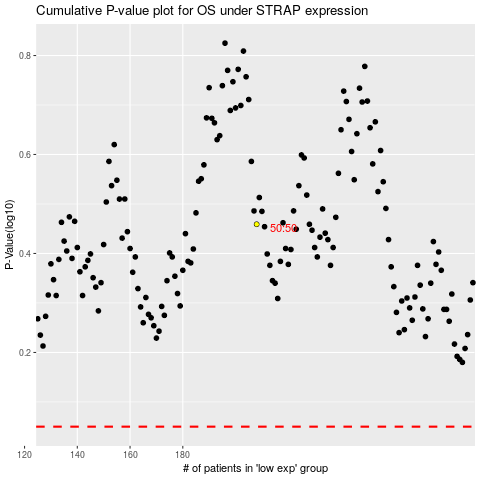 Cumulative P-value plot for OS under STRAP expression
P-Value(log10)
0.8
0.6
0.4
0.2
50:50
120 140 160 180
# of patients in 'low exp' group